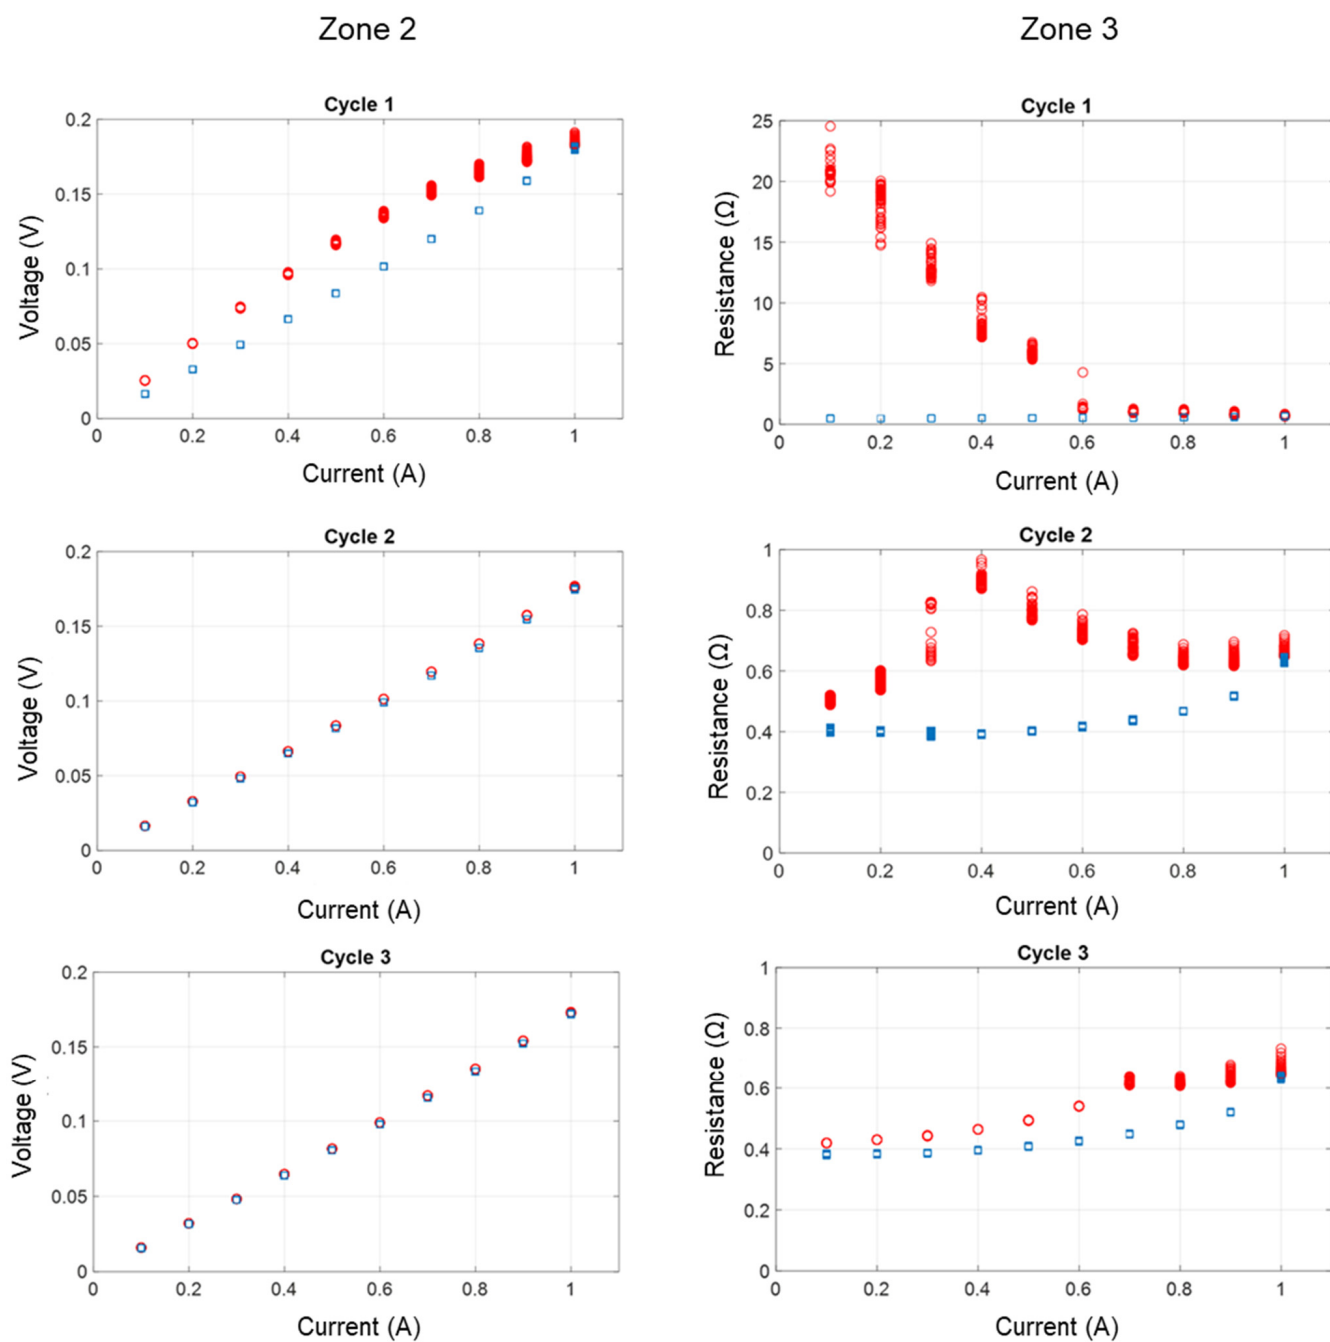 Zone 2
Zone 3
Cycle 1
0.2
0.15
0.1
0.05
0
Voltage (V)
0 0.2 0.4 0.6 0.8 1
Current (A)
Cycle 1
25
20
15
10
5
0
Resistance (Ω)
0 0.2 0.4 0.6 0.8 1
Current (A)
Cycle 2
0.2
0.15
0.1
0.05
0
Voltage (V)
0 0.2 0.4 0.6 0.8 1
Current (A)
Cycle 2
1
0.8
0.6
0.4
0.2
0
Resistance (Ω)
0 0.2 0.4 0.6 0.8 1
Current (A)
Cycle 3
0.2
0.15
0.1
0.05
0
Voltage (V)
0 0.2 0.4 0.6 0.8 1
Current (A)
Cycle 3
1
0.8
0.6
0.4
0.2
0
Resistance (Ω)
0 0.2 0.4 0.6 0.8 1
Current (A)